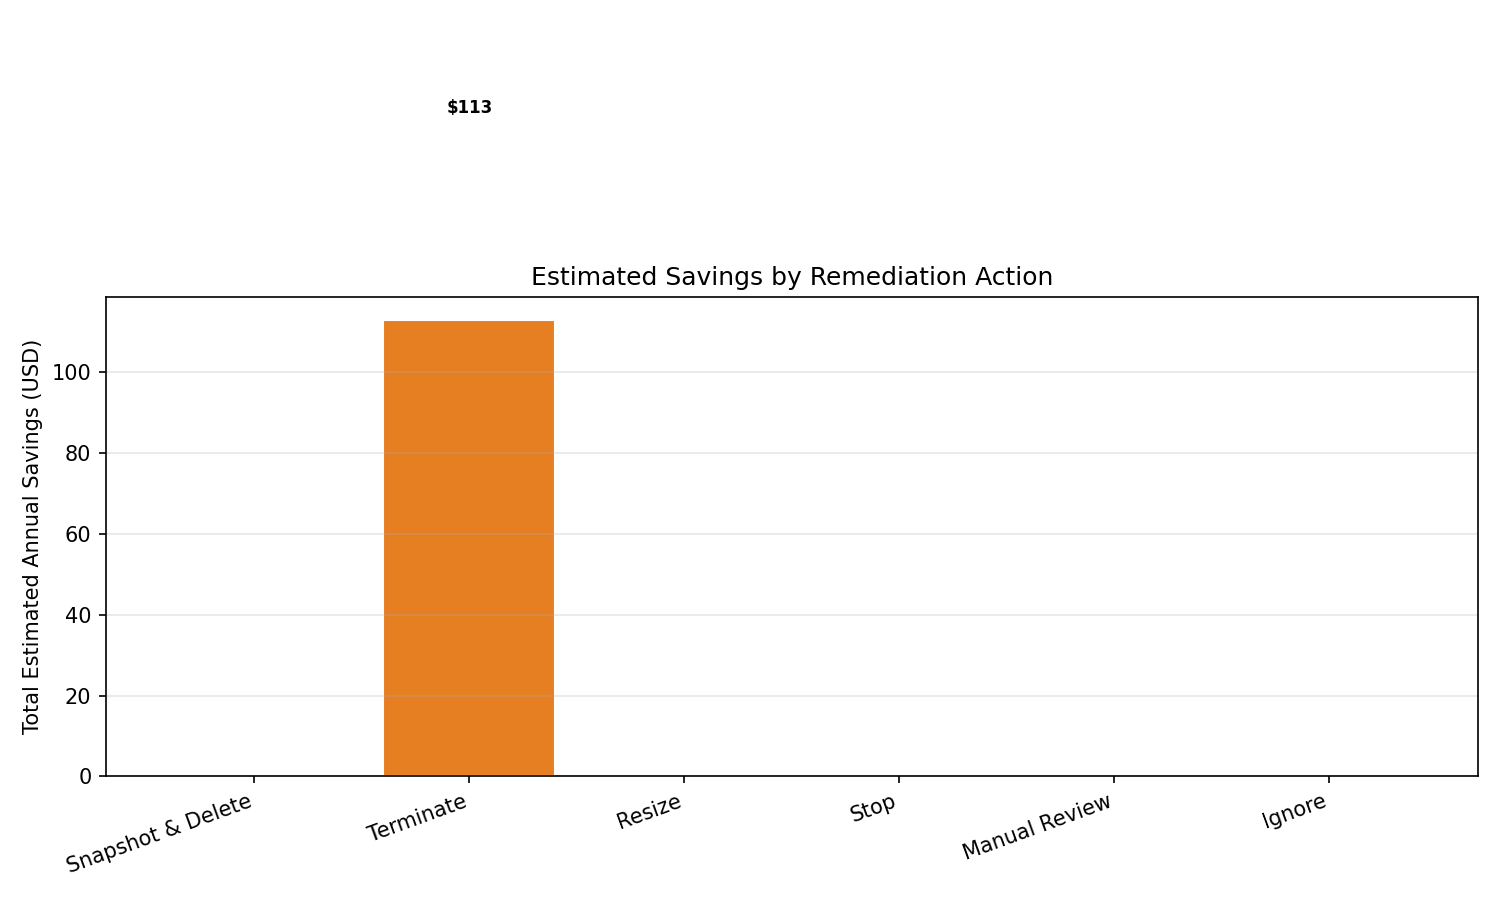 $113
Estimated Savings by Remediation Action
Total Estimated Annual Savings (USD)
100
80
60
40
20
0
Snapshot & Delete
Terminate
Resize
Stop
Manual Review
Ignore